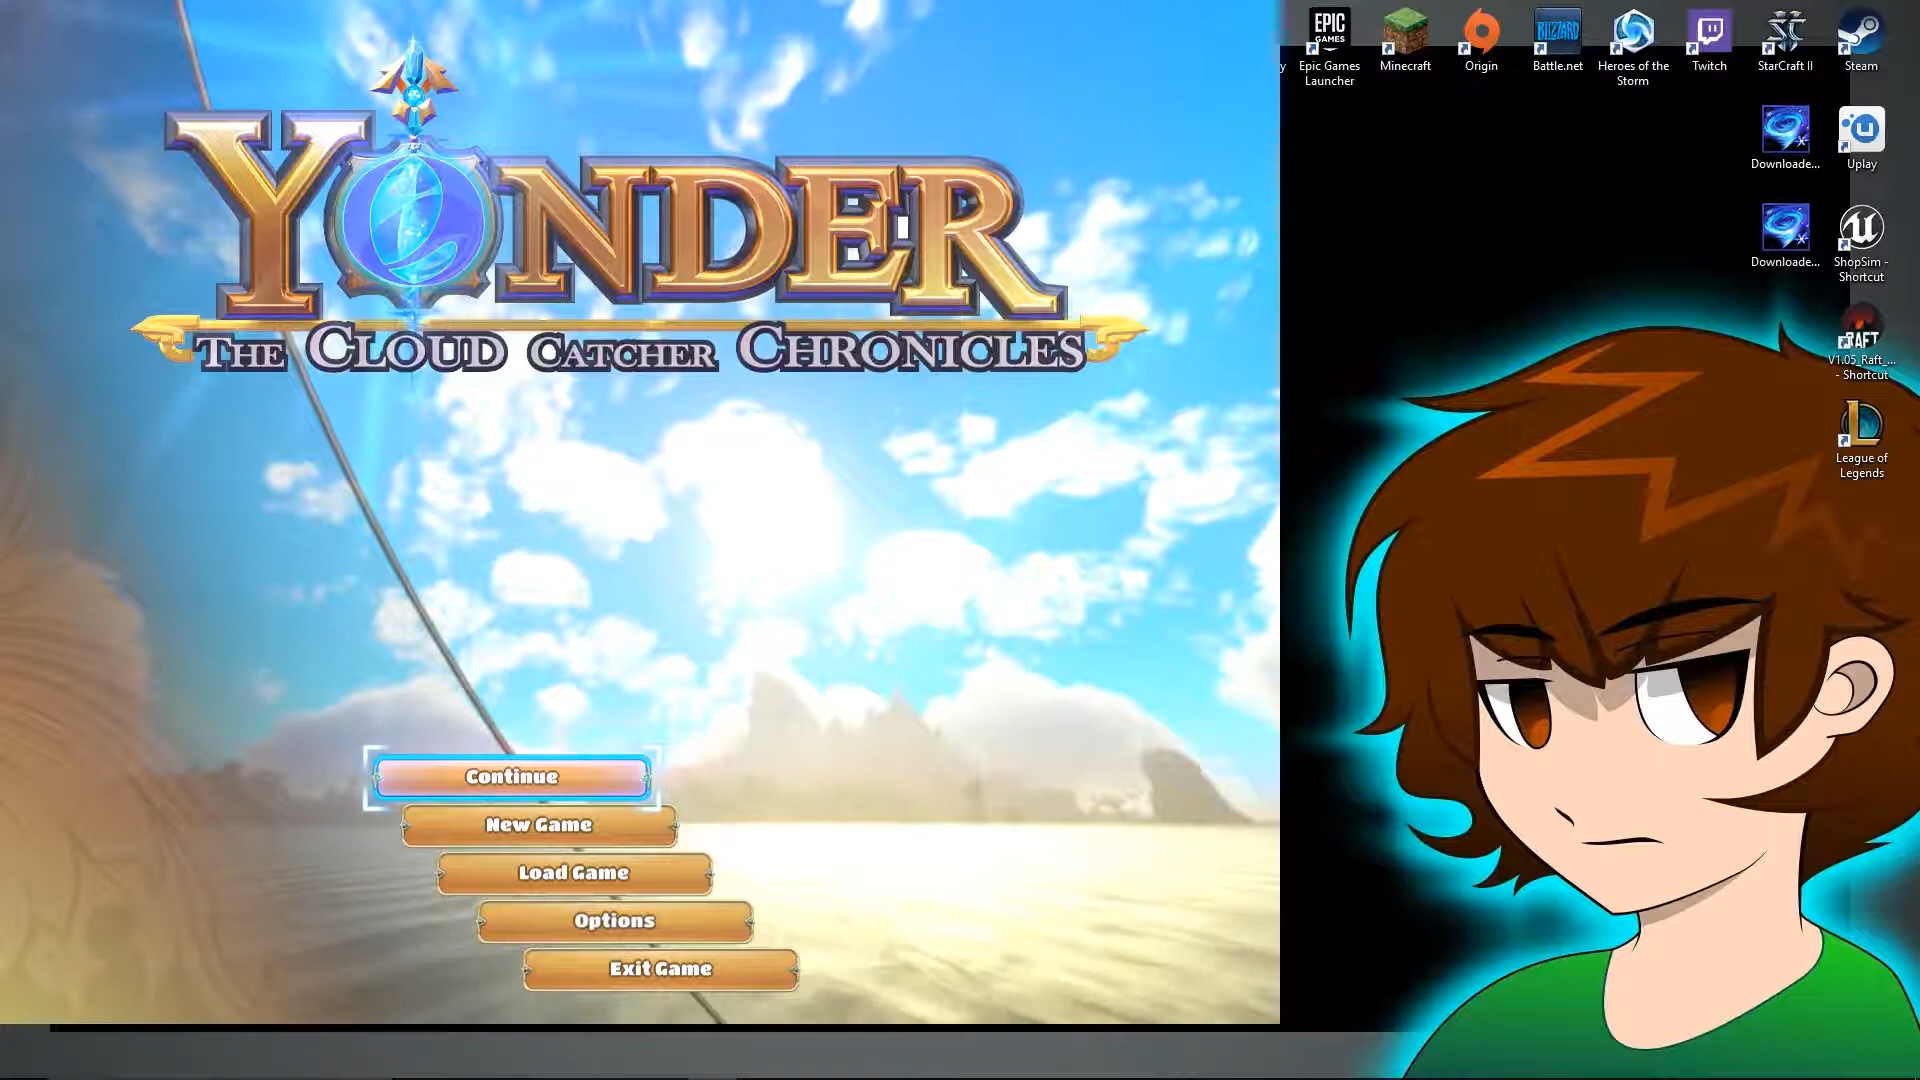 YONDER
THE CLOUD CATCHER CHRONICLES
Continue
New Game
Load Game
Options
Exit Game
EPIC
GAMES
BLIZZARD
y
Epic Games
Launcher
Minecraft
Origin
Battle.net
Heroes of the
Storm
Twitch
StarCraft II
Steam
Downloade...
Uplay
Downloade...
ShopSim -
Shortcut
RAFT
V1.05_Raft_...
- Shortcut
League of
Legends